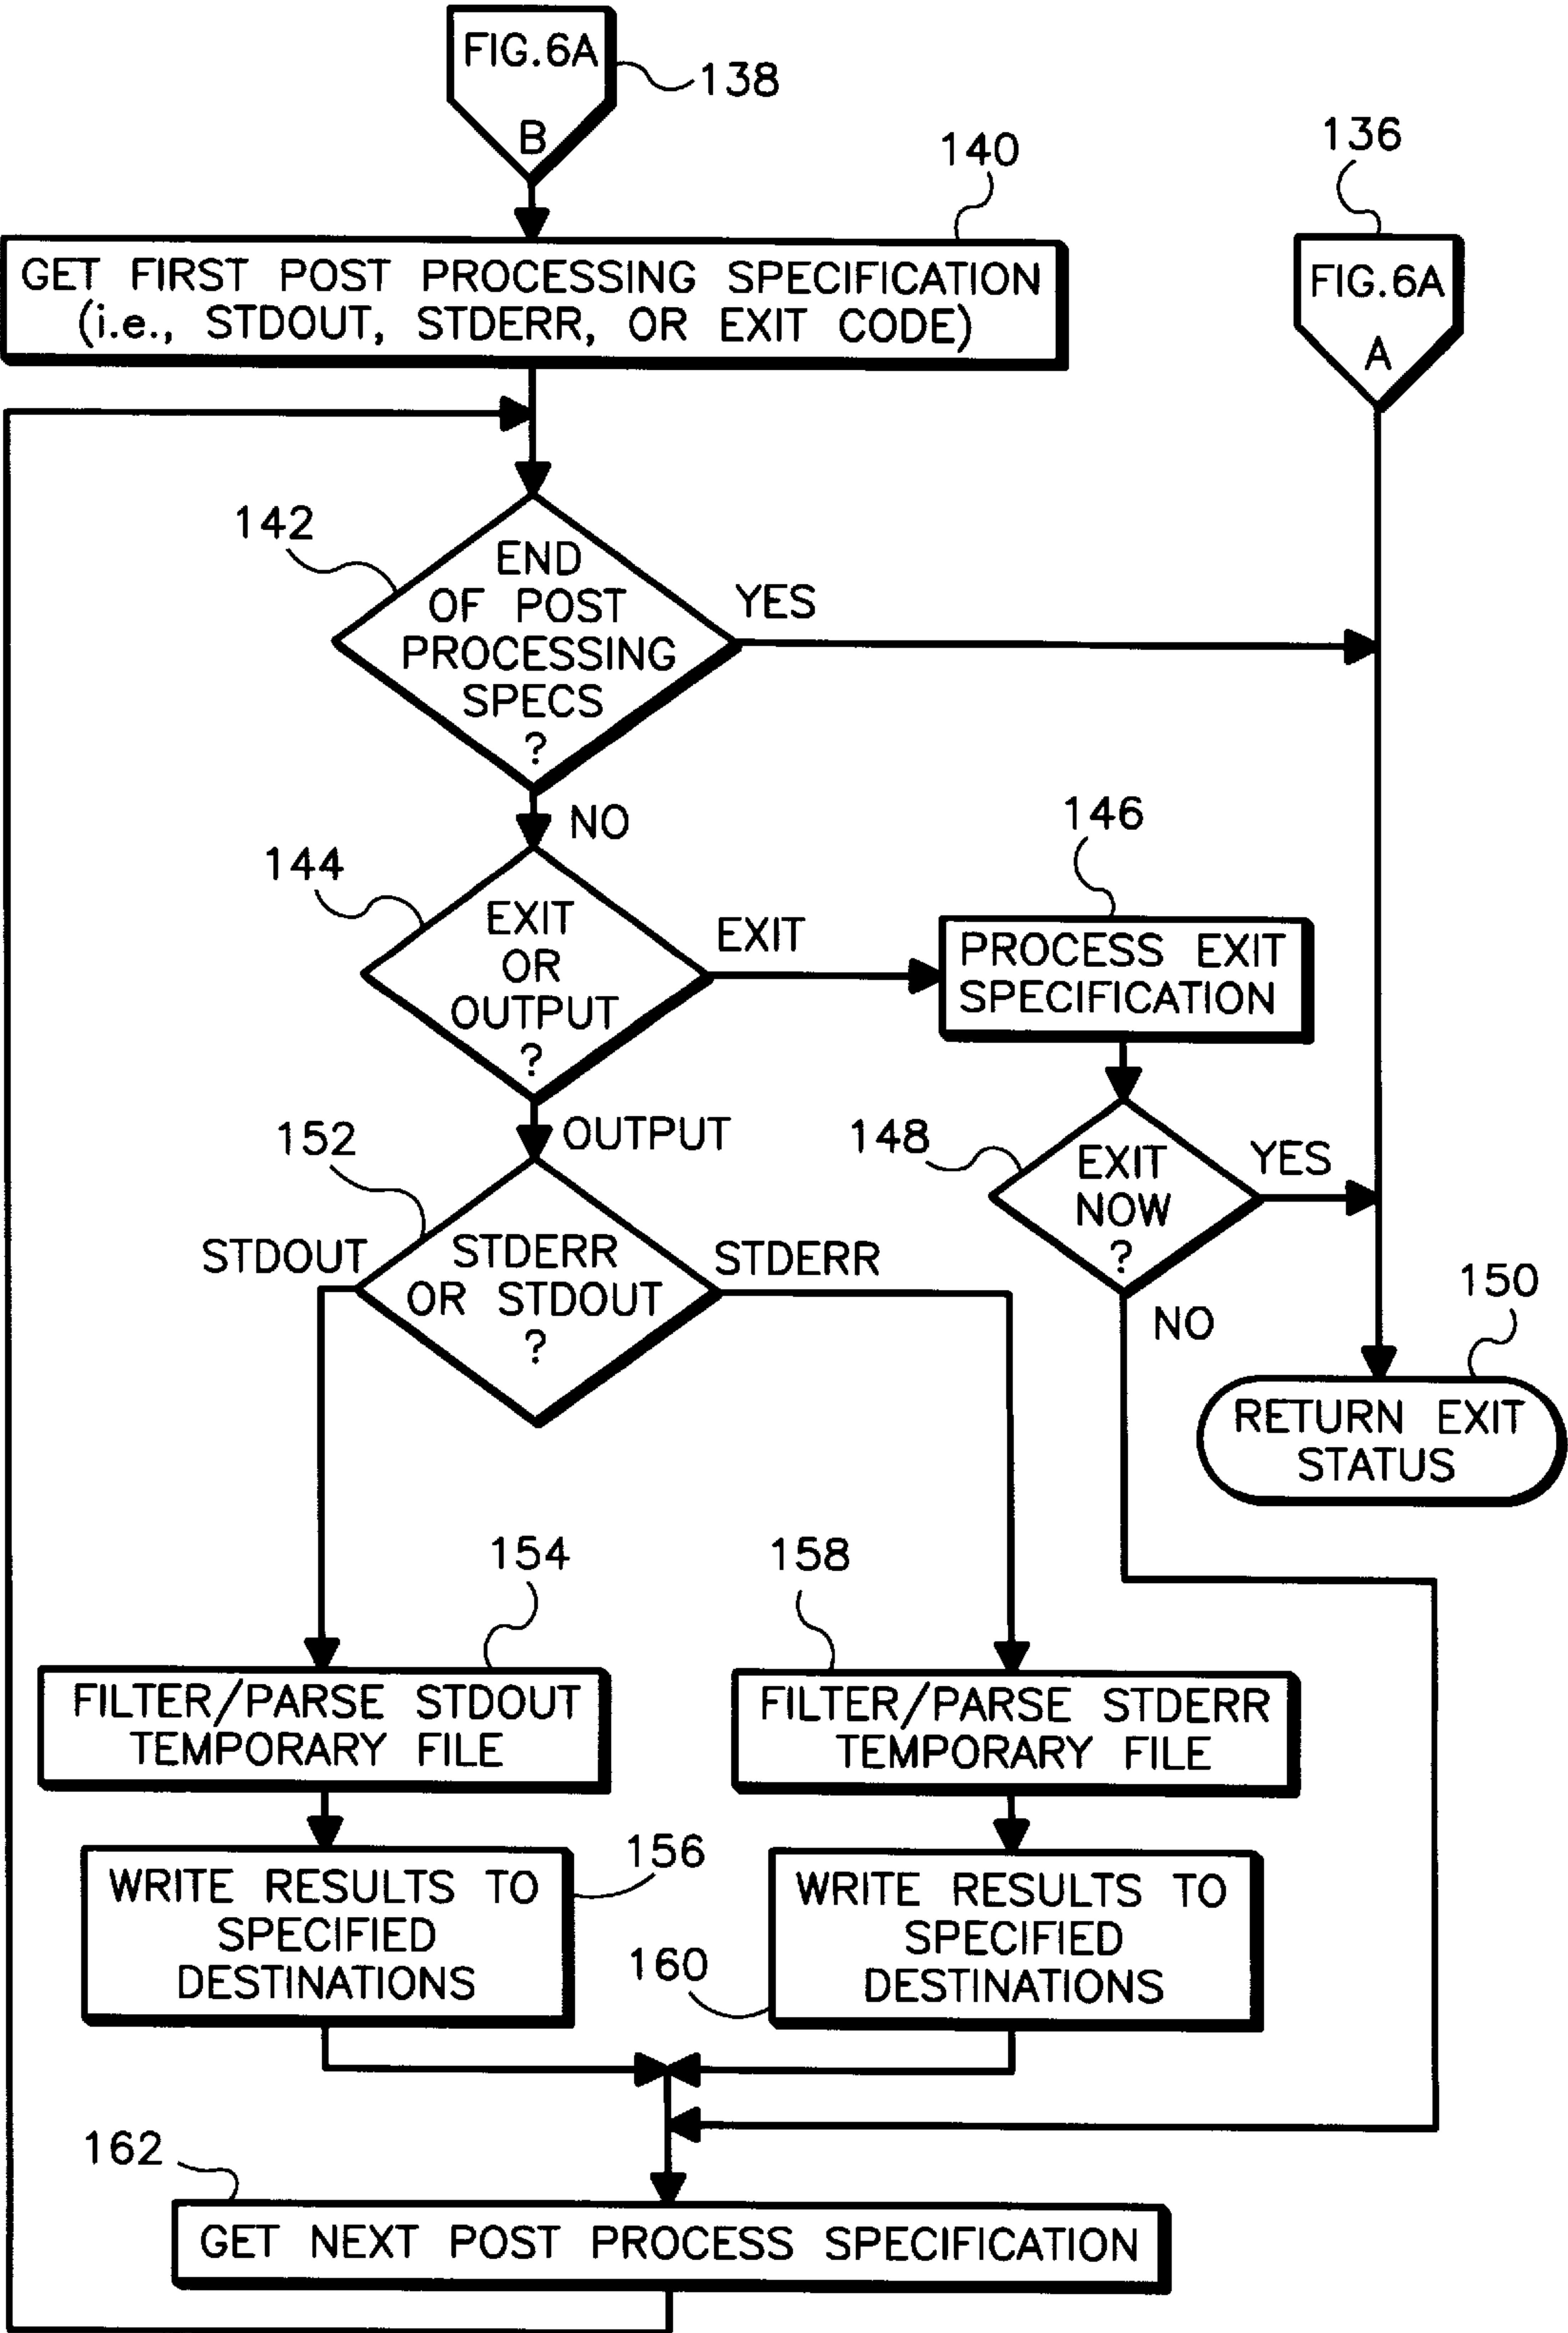 FIG.6A
B
138
140
136
GET FIRST POST PROCESSING SPECIFICATION
(i.e., STDOUT, STDERR, OR EXIT CODE)
FIG.6A
A
142
END
OF POST
PROCESSING
SPECS
?
YES
NO
144
EXIT
OR
OUTPUT
?
EXIT
146
PROCESS EXIT
SPECIFICATION
OUTPUT
148
EXIT
NOW
?
YES
NO
152
STDERR
OR STDOUT
?
STDOUT
STDERR
150
RETURN EXIT
STATUS
154
FILTER/PARSE STDOUT
TEMPORARY FILE
158
FILTER/PARSE STDERR
TEMPORARY FILE
WRITE RESULTS TO
SPECIFIED
DESTINATIONS
156
WRITE RESULTS TO
SPECIFIED
DESTINATIONS
160
162
GET NEXT POST PROCESS SPECIFICATION